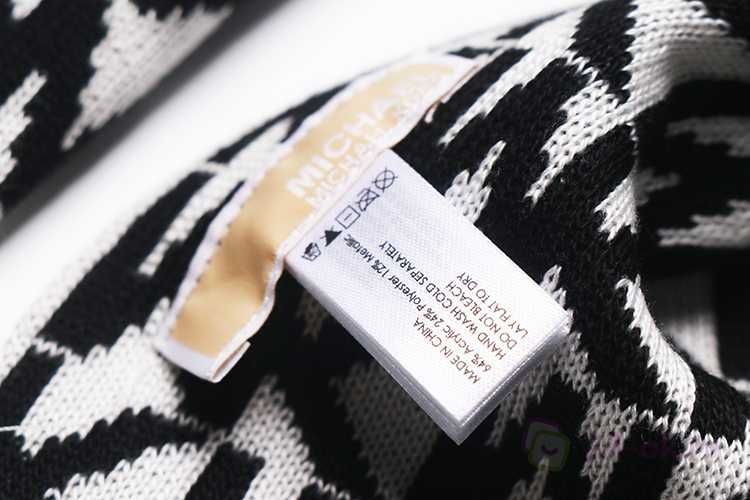 MICHAEL
MICHAEL
MADE IN CHINA
64% Acrylic 24% Polyester 12% Metallic
HAND WASH COLD SEPARATELY
DO NOT BLEACH
LAY FLAT TO DRY